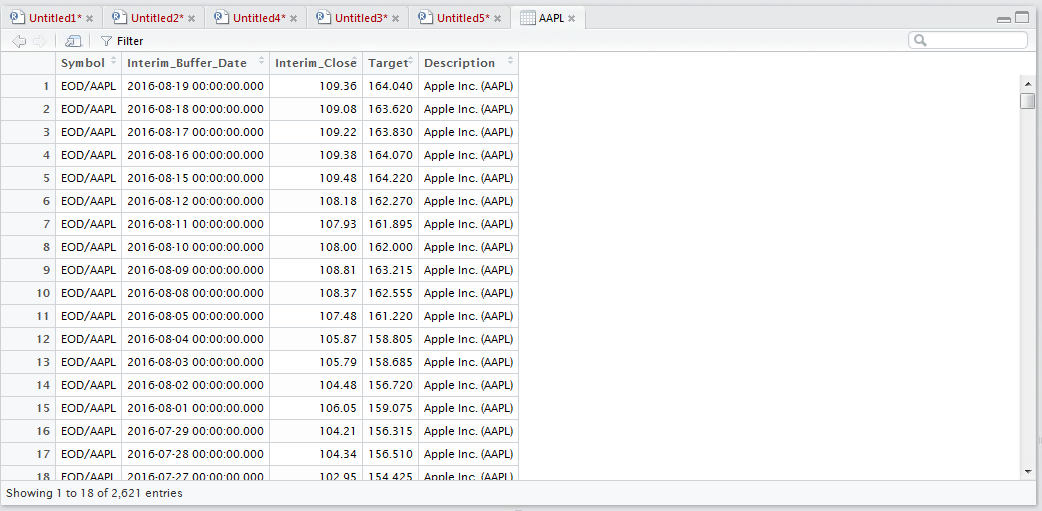 Untitled1* Untitled2* Untitled4* Untitled3* Untitled5* AAPL
Filter
Symbol Interim_Buffer_Date Interim_Close Target Description
1 EOD/AAPL 2016-08-19 00:00:00.000 109.36 164.040 Apple Inc. (AAPL)
2 EOD/AAPL 2016-08-18 00:00:00.000 109.08 163.620 Apple Inc. (AAPL)
3 EOD/AAPL 2016-08-17 00:00:00.000 109.22 163.830 Apple Inc. (AAPL)
4 EOD/AAPL 2016-08-16 00:00:00.000 109.38 164.070 Apple Inc. (AAPL)
5 EOD/AAPL 2016-08-15 00:00:00.000 109.48 164.220 Apple Inc. (AAPL)
6 EOD/AAPL 2016-08-12 00:00:00.000 108.18 162.270 Apple Inc. (AAPL)
7 EOD/AAPL 2016-08-11 00:00:00.000 107.93 161.895 Apple Inc. (AAPL)
8 EOD/AAPL 2016-08-10 00:00:00.000 108.00 162.000 Apple Inc. (AAPL)
9 EOD/AAPL 2016-08-09 00:00:00.000 108.81 163.215 Apple Inc. (AAPL)
10 EOD/AAPL 2016-08-08 00:00:00.000 108.37 162.555 Apple Inc. (AAPL)
11 EOD/AAPL 2016-08-05 00:00:00.000 107.48 161.220 Apple Inc. (AAPL)
12 EOD/AAPL 2016-08-04 00:00:00.000 105.87 158.805 Apple Inc. (AAPL)
13 EOD/AAPL 2016-08-03 00:00:00.000 105.79 158.685 Apple Inc. (AAPL)
14 EOD/AAPL 2016-08-02 00:00:00.000 104.48 156.720 Apple Inc. (AAPL)
15 EOD/AAPL 2016-08-01 00:00:00.000 106.05 159.075 Apple Inc. (AAPL)
16 EOD/AAPL 2016-07-29 00:00:00.000 104.21 156.315 Apple Inc. (AAPL)
17 EOD/AAPL 2016-07-28 00:00:00.000 104.34 156.510 Apple Inc. (AAPL)
18 EOD/AAPL 2016-07-27 00:00:00.000 102.95 154.425 Apple Inc. (AAPL)
Showing 1 to 18 of 2,621 entries